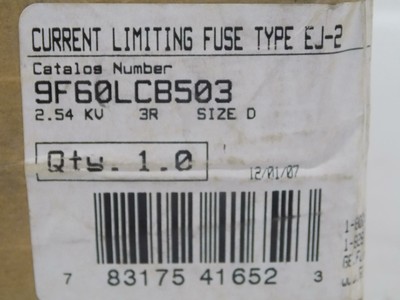 CURRENT LIMITING FUSE TYPE EJ-2
Catalog Number
9F60LCB503
2.54 KV 3R SIZE D
Qty. 1.0
12/01/07
7 83175 41652 3